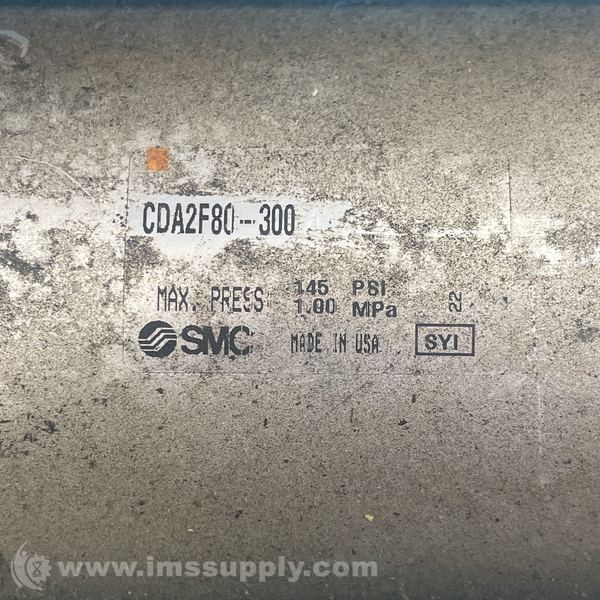 CDA2F80-300
MAX. PRESS 145 PSI
1.00 MPa
22
SMC MADE IN USA SYI
www.imssupply.com